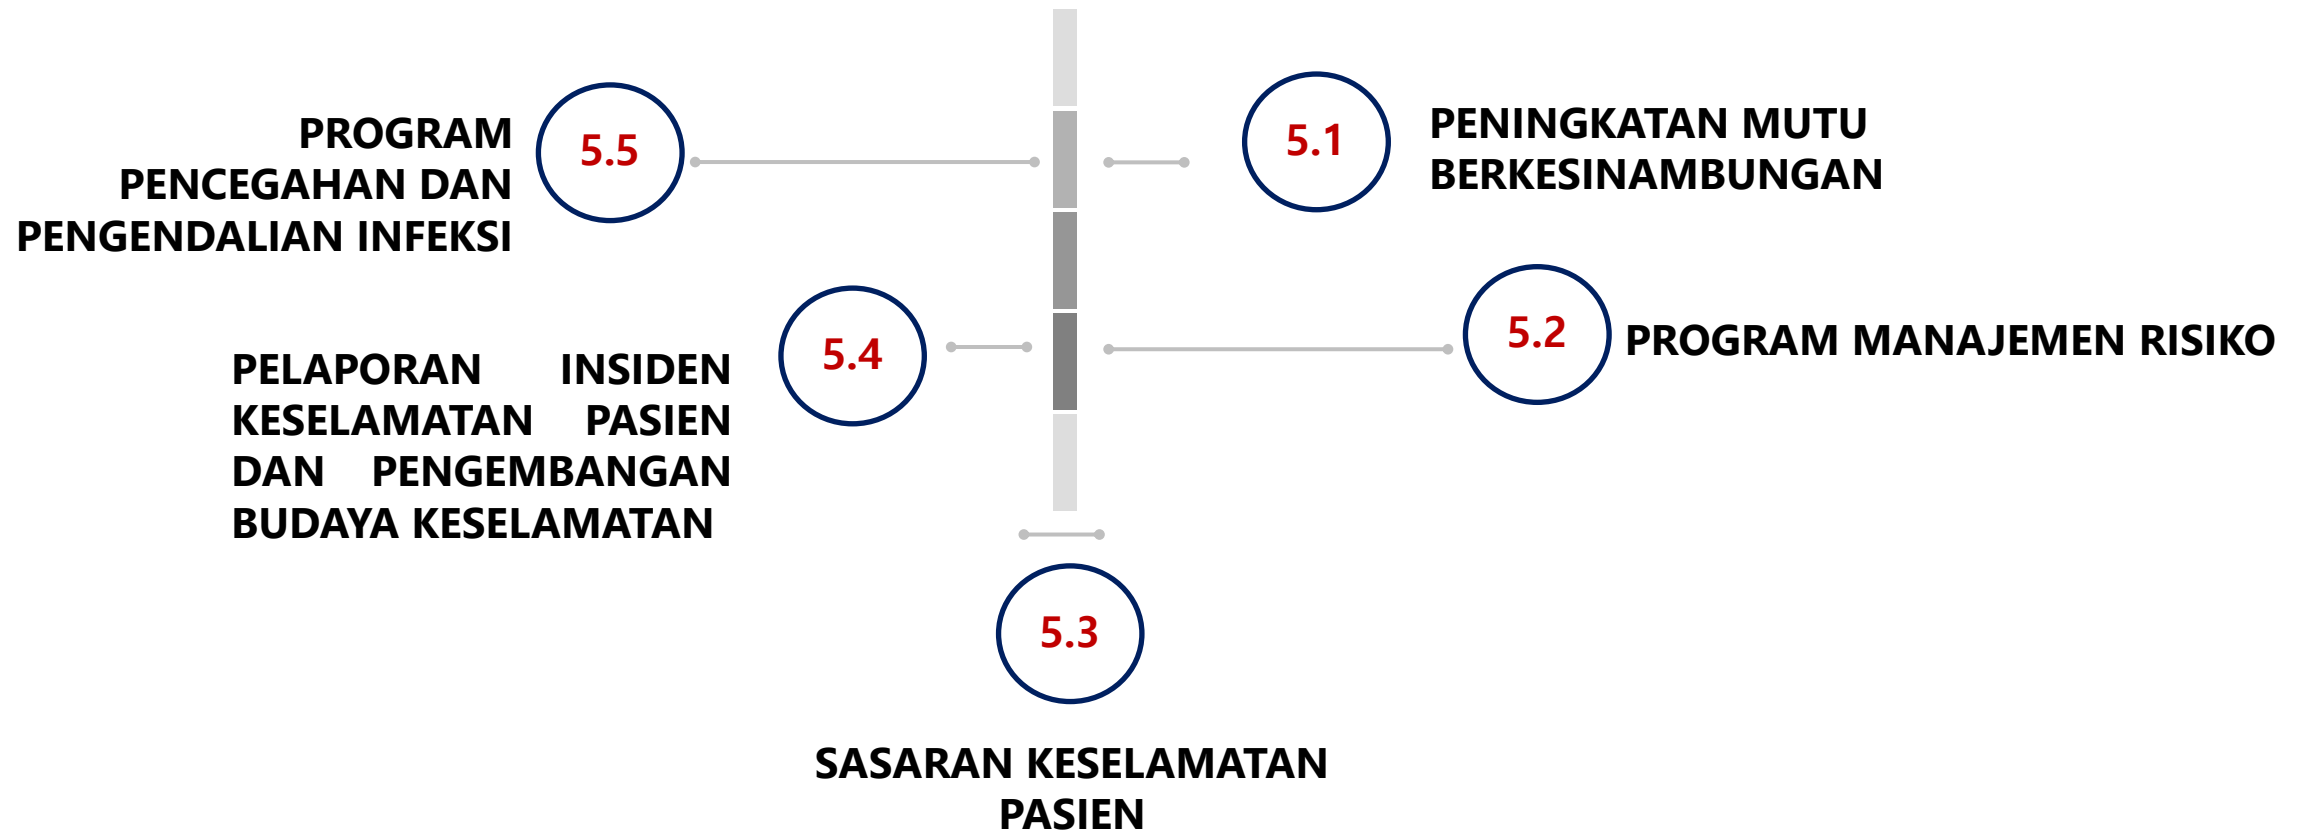 5.1
PENINGKATAN MUTU
BERKESINAMBUNGAN
5.2
PROGRAM MANAJEMEN RISIKO
5.3
SASARAN KESELAMATAN
PASIEN
5.4
PELAPORAN INSIDEN
KESELAMATAN PASIEN
DAN PENGEMBANGAN
BUDAYA KESELAMATAN
5.5
PROGRAM
PENCEGAHAN DAN
PENGENDALIAN INFEKSI